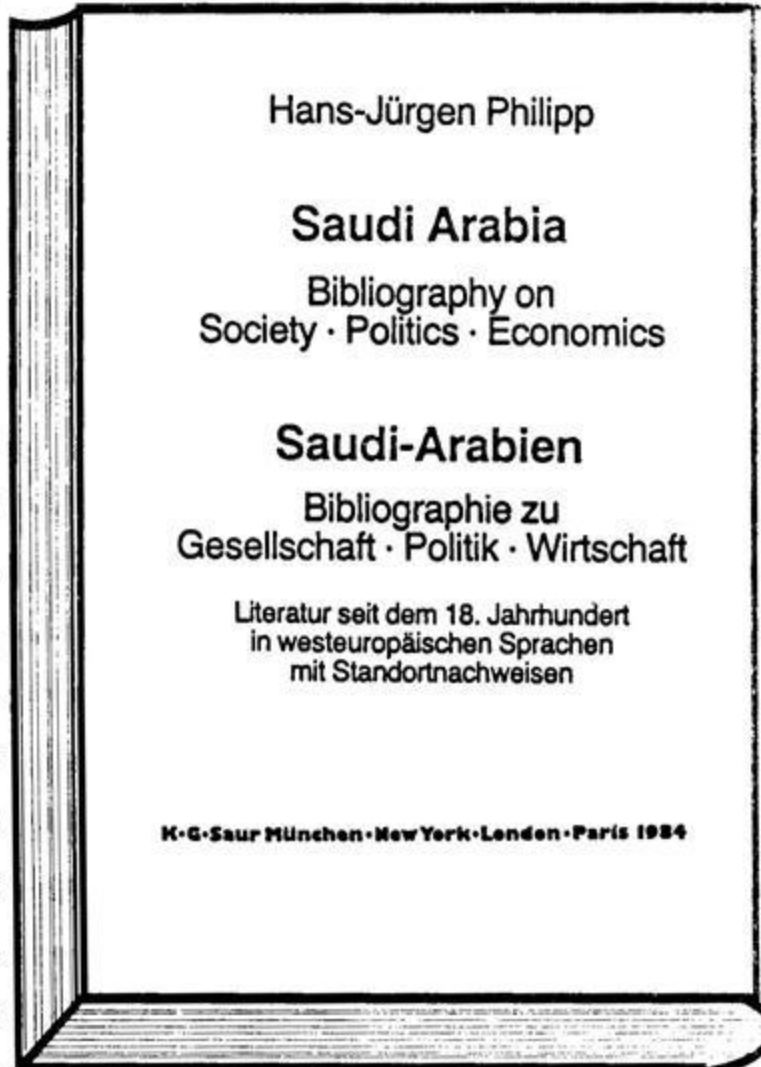 Hans-Jürgen Philipp
Saudi Arabia
Bibliography on
Society · Politics · Economics
Saudi-Arabien
Bibliographie zu
Gesellschaft · Politik · Wirtschaft
Literatur seit dem 18. Jahrhundert
in westeuropäischen Sprachen
mit Standortnachweisen
K·G·Saur München·New York·London·Paris 1984